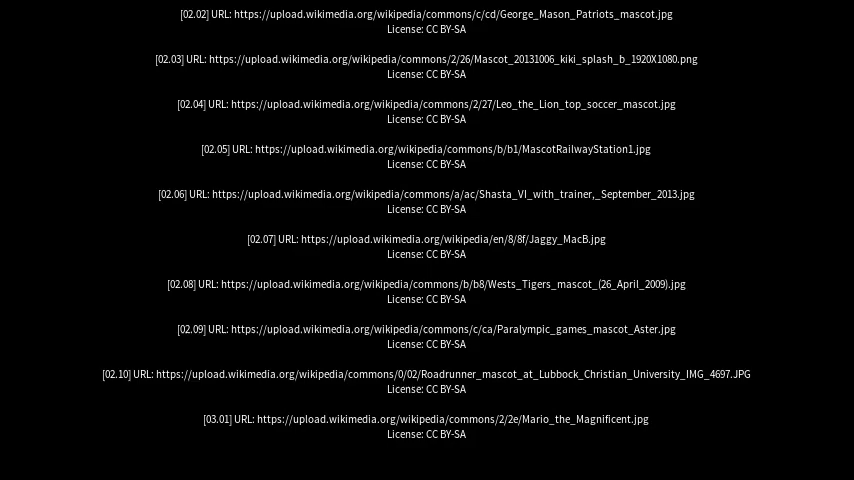 [02.02] URL: https://upload.wikimedia.org/wikipedia/commons/c/cd/George_Mason_Patriots_mascot.jpg
License: CC BY-SA
[02.03] URL: https://upload.wikimedia.org/wikipedia/commons/2/26/Mascot_20131006_kiki_splash_b_1920X1080.png
License: CC BY-SA
[02.04] URL: https://upload.wikimedia.org/wikipedia/commons/2/27/Leo_the_Lion_top_soccer_mascot.jpg
License: CC BY-SA
[02.05] URL: https://upload.wikimedia.org/wikipedia/commons/b/b1/MascotRailwayStation1.jpg
License: CC BY-SA
[02.06] URL: https://upload.wikimedia.org/wikipedia/commons/a/ac/Shasta_VI_with_trainer,_September_2013.jpg
License: CC BY-SA
[02.07] URL: https://upload.wikimedia.org/wikipedia/en/8/8f/Jaggy_MacB.jpg
License: CC BY-SA
[02.08] URL: https://upload.wikimedia.org/wikipedia/commons/b/b8/Wests_Tigers_mascot_(26_April_2009).jpg
License: CC BY-SA
[02.09] URL: https://upload.wikimedia.org/wikipedia/commons/c/ca/Paralympic_games_mascot_Aster.jpg
License: CC BY-SA
[02.10] URL: https://upload.wikimedia.org/wikipedia/commons/0/02/Roadrunner_mascot_at_Lubbock_Christian_University_IMG_4697.JPG
License: CC BY-SA
[03.01] URL: https://upload.wikimedia.org/wikipedia/commons/2/2e/Mario_the_Magnificent.jpg
License: CC BY-SA